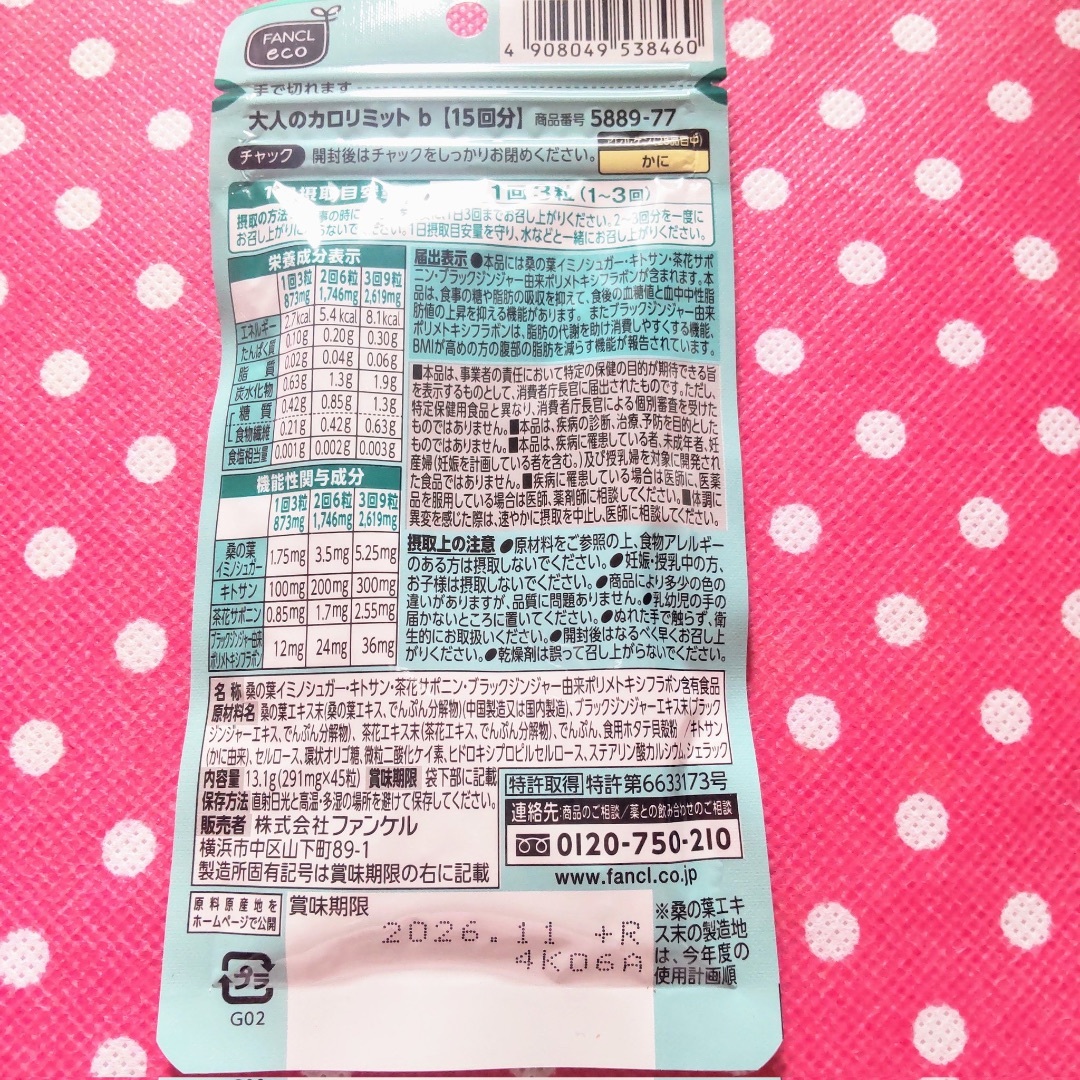 FANCL
eco
4 908049 538460
手で切れます
大人のカロリミット b【15回分】 商品番号 5889-77
チャック 開封後はチャックをしっかりお閉めください。
かに
摂取目安 1回3粒(1~3回)
摂取の方法 事の時に 1日3回までお召し上がりください。2~3回分を一度に
お召し上がりに ないで ください。1日摂取目安量を守り、水などと一緒にお召し上がりください。
栄養成分表示
1回3粒 2回6粒 3回9粒
873mg 1,746mg 2,619mg
エネルギー 2.7kcal 5.4kcal 8.1kcal
たんぱく質 0.10g 0.20g 0.30g
脂質 0.02g 0.04g 0.06g
炭水化物 0.63g 1.3g 1.9g
糖質 0.42g 0.85g 1.3g
食物繊維 0.21g 0.42g 0.63g
食塩相当量 0.001g 0.002g 0.003g
機能性関与成分
1回3粒 2回6粒 3回9粒
873mg 1,746mg 2,619mg
桑の葉
イミノシュガー 1.75mg 3.5mg 5.25mg
キトサン 100mg 200mg 300mg
茶花サポニン 0.85mg 1.7mg 2.55mg
ブラックジンジャー由来
ポリメトキシフラボン 12mg 24mg 36mg
届出表示 ●本品には桑の葉イミノシュガー・キトサン・茶花サポ
ニン・ブラックジンジャー由来ポリメトキシフラボンが含まれます。本
品は、食事の糖や脂肪の吸収を抑えて、食後の血糖値と血中中性脂
肪値の上昇を抑える機能があります。またブラックジンジャー由来
ポリメトキシフラボンは、脂肪の代謝を助け消費しやすくする機能、
BMIが高めの方の腹部の脂肪を減らす機能が報告されています。
■本品は、事業者の責任において特定の保健の目的が期待できる旨
を表示するものとして、消費者庁長官に届出されたものです。ただし、
特定保健用食品と異なり、消費者庁長官による個別審査を受けた
ものではありません。■本品は、疾病の診断、治療、予防を目的とした
ものではありません。■本品は、疾病に罹患している者、未成年者、妊
産婦(妊娠を計画している者を含む。)及び授乳婦を対象に開発され
た食品ではありません。■疾病に罹患している場合は医師に、医薬
品を服用している場合は医師、薬剤師に相談してください。■体調に
異変を感じた際は、速やかに摂取を中止し、医師に相談してください。
摂取上の注意 ●原材料をご参照の上、食物アレルギー
のある方は摂取しないでください。●妊娠・授乳中の方、
お子様は摂取しないでください。●商品により多少の色の
違いがありますが、品質に問題ありません。●乳幼児の手の
届かないところに置いてください。●ぬれた手で触らず、衛
生的にお取扱いください。●開封後はなるべく早くお召し上
がりください。●乾燥剤は誤って召し上がらないでください。
名称 桑の葉イミノシュガー・キトサン・茶花サポニン・ブラックジンジャー由来ポリメトキシフラボン含有食品
原材料名 桑の葉エキス末(桑の葉エキス、でんぷん分解物)(中国製造又は国内製造)、ブラックジンジャーエキス末(ブラック
ジンジャーエキス、でんぷん分解物)、茶花エキス末(茶花エキス、でんぷん分解物)、でんぷん、食用ホタテ貝殻粉/キトサン
(かに由来)、セルロース、環状オリゴ糖、微粒二酸化ケイ素、ヒドロキシプロピルセルロース、ステアリン酸カルシウム、シェラック
内容量 13.1g(291mg×45粒) 賞味期限 袋下部に記載
保存方法 直射日光と高温・多湿の場所を避けて保存してください。
販売者 株式会社ファンケル
横浜市中区山下町89-1
製造所固有記号は賞味期限の右に記載
特許取得 特許第6633173号
連絡先:商品のご相談/薬との飲み合わせのご相談
0120-750-210
www.fancl.co.jp
原料原産地を
ホームページで公開
賞味期限
2026.11 +R
4K06A
※桑の葉エキ
ス末の製造地
は、今年度の
使用計画順
プラ
G02